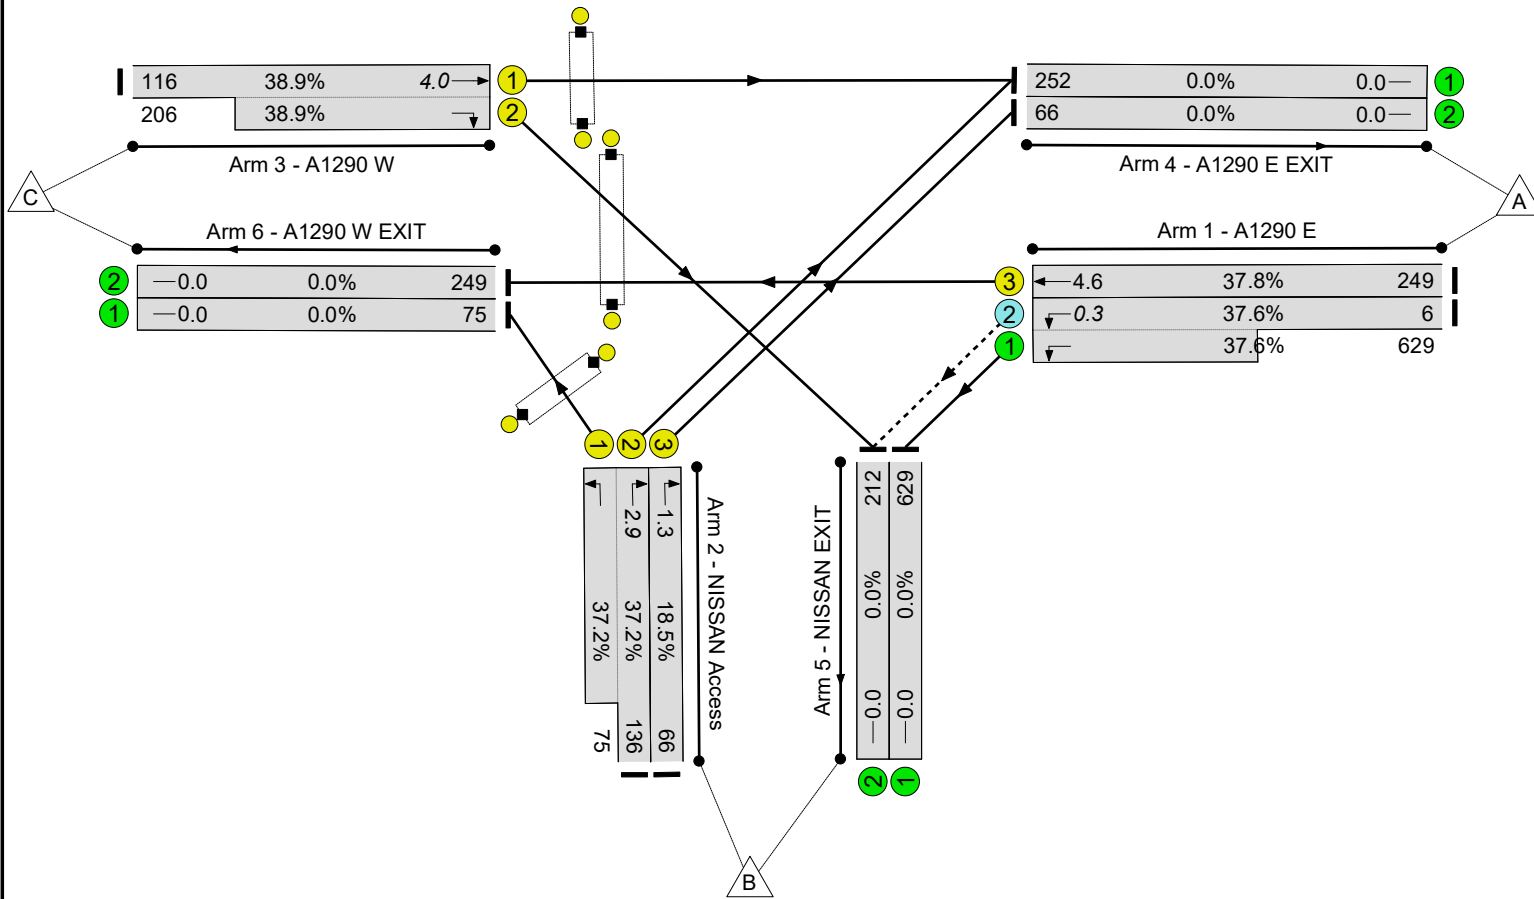 116 38.9% 4.0
1
206 38.9%
2
Arm 3 - A1290 W
252 0.0% 0.0
1
66 0.0% 0.0
2
Arm 4 - A1290 E EXIT
C
A
Arm 6 - A1290 W EXIT
2
0.0 0.0% 249
1
0.0 0.0% 75
Arm 1 - A1290 E
3
4.6 37.8% 249
2
0.3 37.6% 6
1
37.6% 629
1
2
3
37.2% 75
2.9 37.2% 136
1.3 18.5% 66
Arm 2 - NISSAN Access
Arm 5 - NISSAN EXIT
212 0.0% 0.0
629 0.0% 0.0
2
1
B